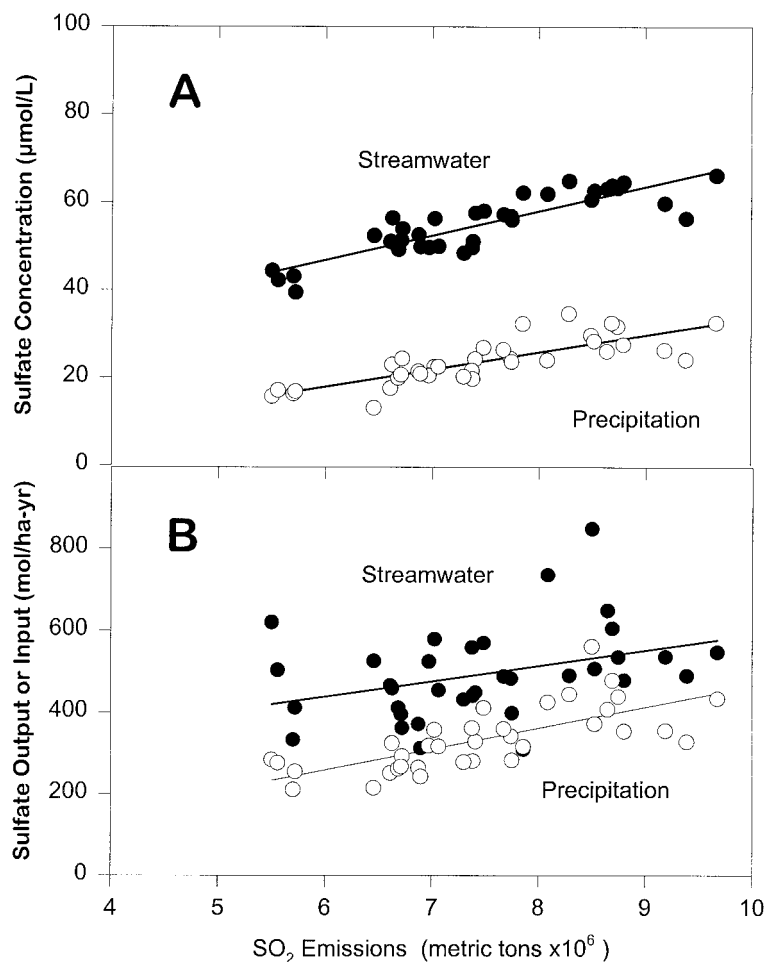 100
80
60
40
20
0
Sulfate Concentration (µmol/L)
A
Streamwater
Precipitation
800
600
400
200
0
Sulfate Output or Input (mol/ha-yr)
B
Streamwater
Precipitation
4 5 6 7 8 9 10
SO₂ Emissions (metric tons x10⁶)